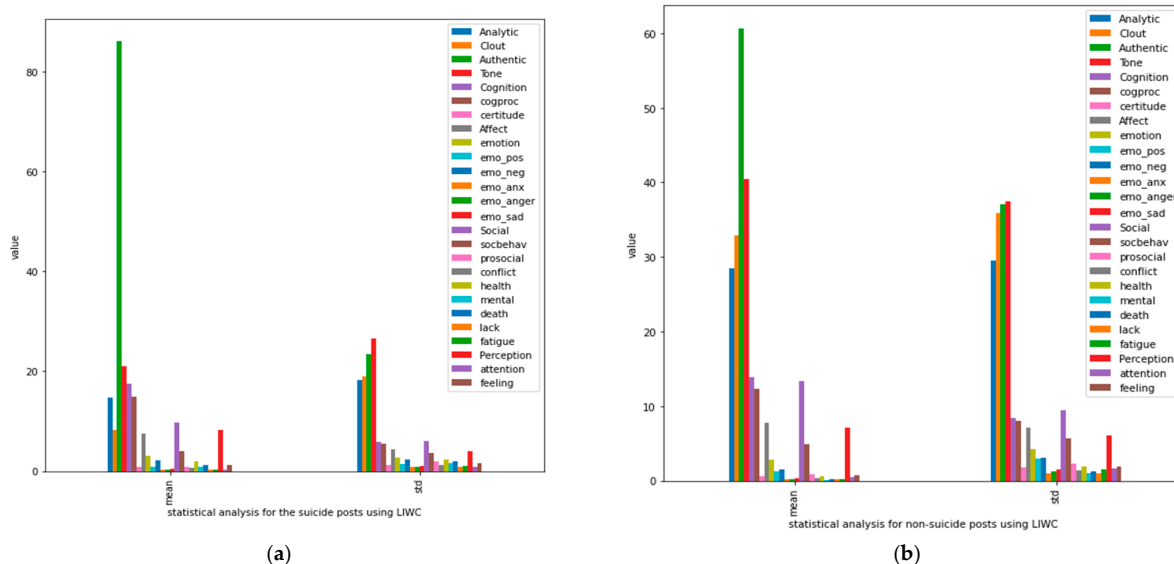 80
60
40
20
0
value
mean
std
statistical analysis for the suicide posts using LIWC
Analytic
Clout
Authentic
Tone
Cognition
cogproc
certitude
Affect
emotion
emo_pos
emo_neg
emo_anx
emo_anger
emo_sad
Social
socbehav
prosocial
conflict
health
mental
death
lack
fatigue
Perception
attention
feeling
(a)
60
50
40
30
20
10
0
value
mean
std
statistical analysis for non-suicide posts using LIWC
Analytic
Clout
Authentic
Tone
Cognition
cogproc
certitude
Affect
emotion
emo_pos
emo_neg
emo_anx
emo_anger
emo_sad
Social
socbehav
prosocial
conflict
health
mental
death
lack
fatigue
Perception
attention
feeling
(b)